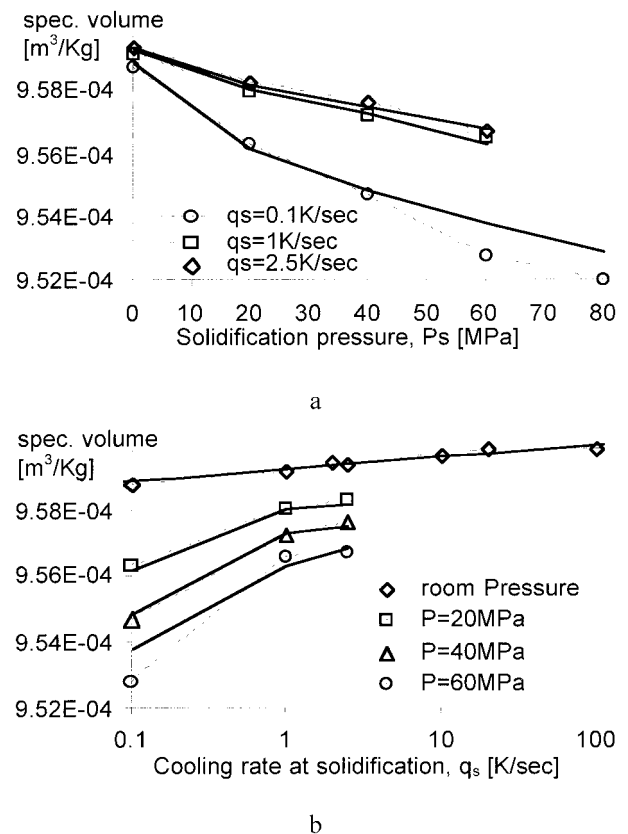 spec. volume
[m³/Kg]
9.58E-04
9.56E-04
9.54E-04
9.52E-04
qs=0.1K/sec
qs=1K/sec
qs=2.5K/sec
0 10 20 30 40 50 60 70 80
Solidification pressure, Ps [MPa]
a
spec. volume
[m³/Kg]
9.58E-04
9.56E-04
9.54E-04
9.52E-04
room Pressure
P=20MPa
P=40MPa
P=60MPa
0.1 1 10 100
Cooling rate at solidification, qs [K/sec]
b